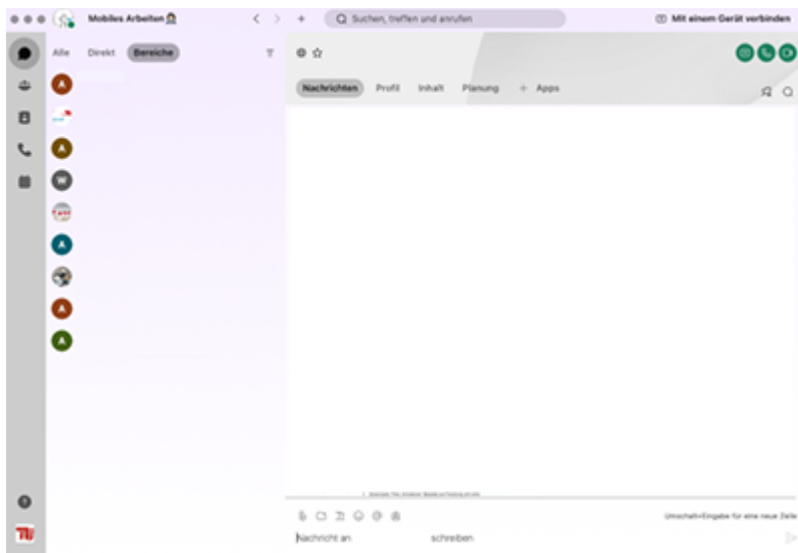 Mobiles Arbeiten
Suchen, treffen und anrufen
Mit einem Gerät verbinden
Alle Direkt Bereiche
Nachrichten Profil Inhalt Planung + Apps
A
A
W
A
A
A
Umschalt+Eingabe für eine neue Zeile
Nachricht an schreiben